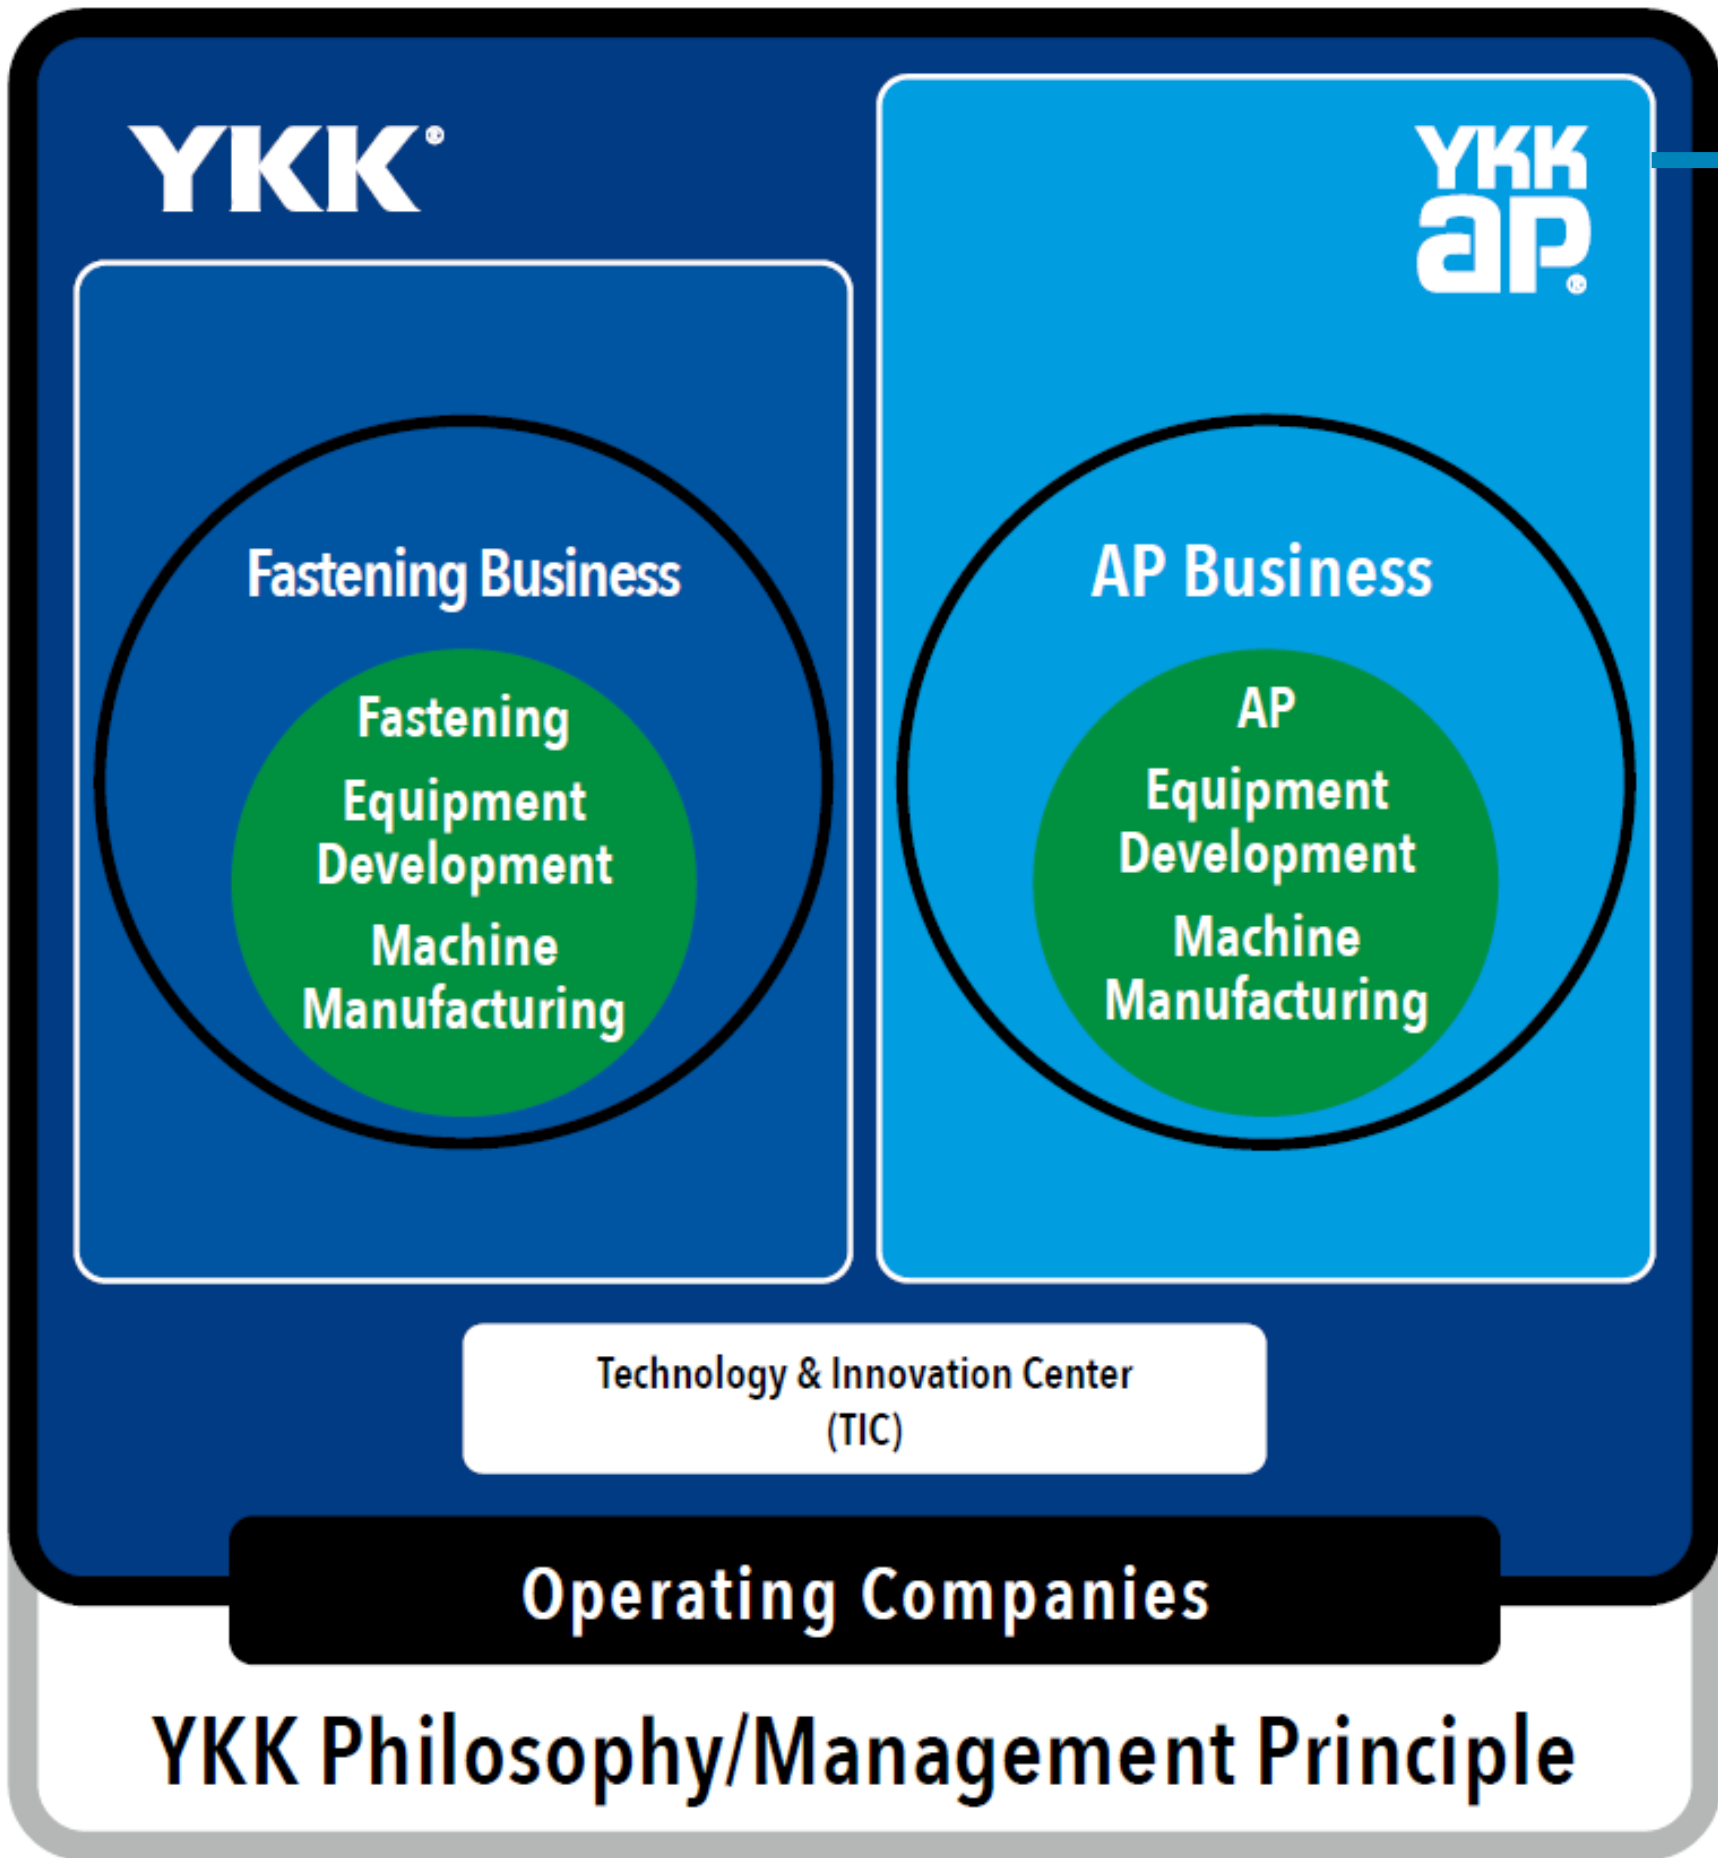 YKK®
YKK
ap®
Fastening Business
Fastening
Equipment
Development
Machine
Manufacturing
AP Business
AP
Equipment
Development
Machine
Manufacturing
Technology & Innovation Center
(TIC)
Operating Companies
YKK Philosophy/Management Principle